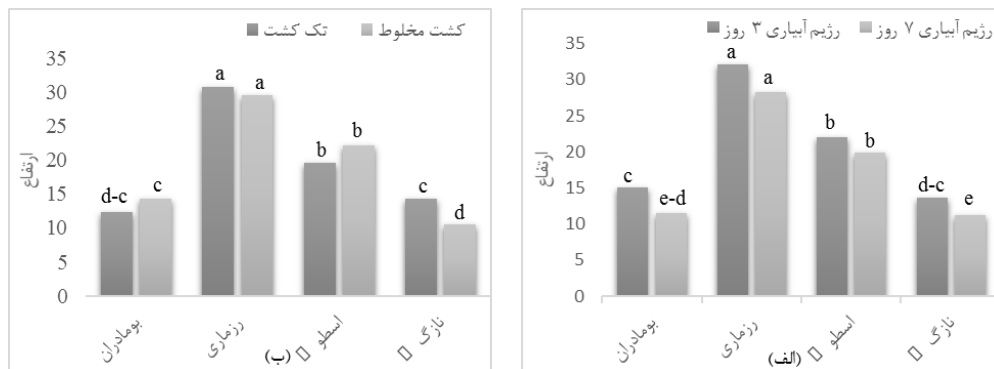 رژیم آبیاری ۳ روز رژیم آبیاری ۷ روز
35
30
25
20
15
10
5
0
ارتفاع
c
e-d
a
a
b
b
d-c
e
بومادران
رزماری
اسطو
نازگ
(الف)
تک کشت کشت مخلوط
35
30
25
20
15
10
5
0
ارتفاع
d-c
c
a
a
b
b
c
d
بومادران
رزماری
اسطو
نازگ
(ب)